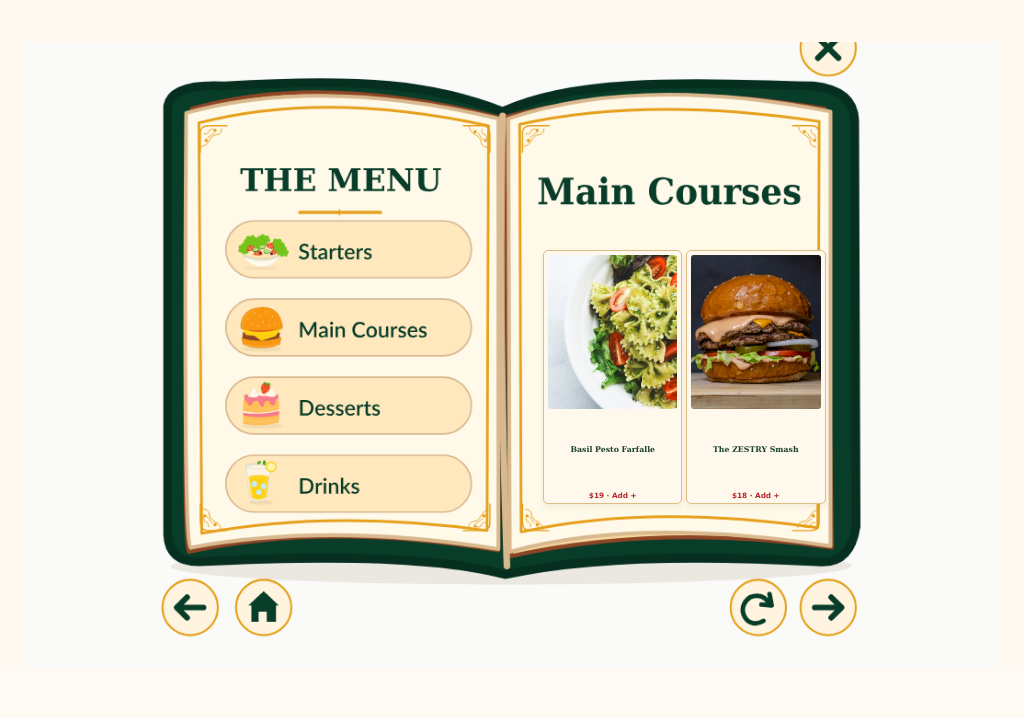 THE MENU
Starters
Main Courses
Desserts
Drinks
Main Courses
Basil Pesto Farfalle
$19 · Add +
The ZESTRY Smash
$18 · Add +